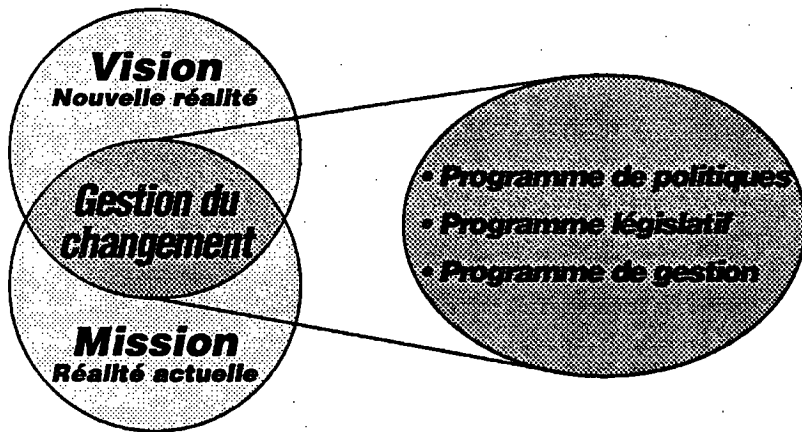 Vision
Nouvelle réalité
Gestion du
changement
Mission
Réalité actuelle
• Programme de politiques
• Programme législatif
• Programme de gestion